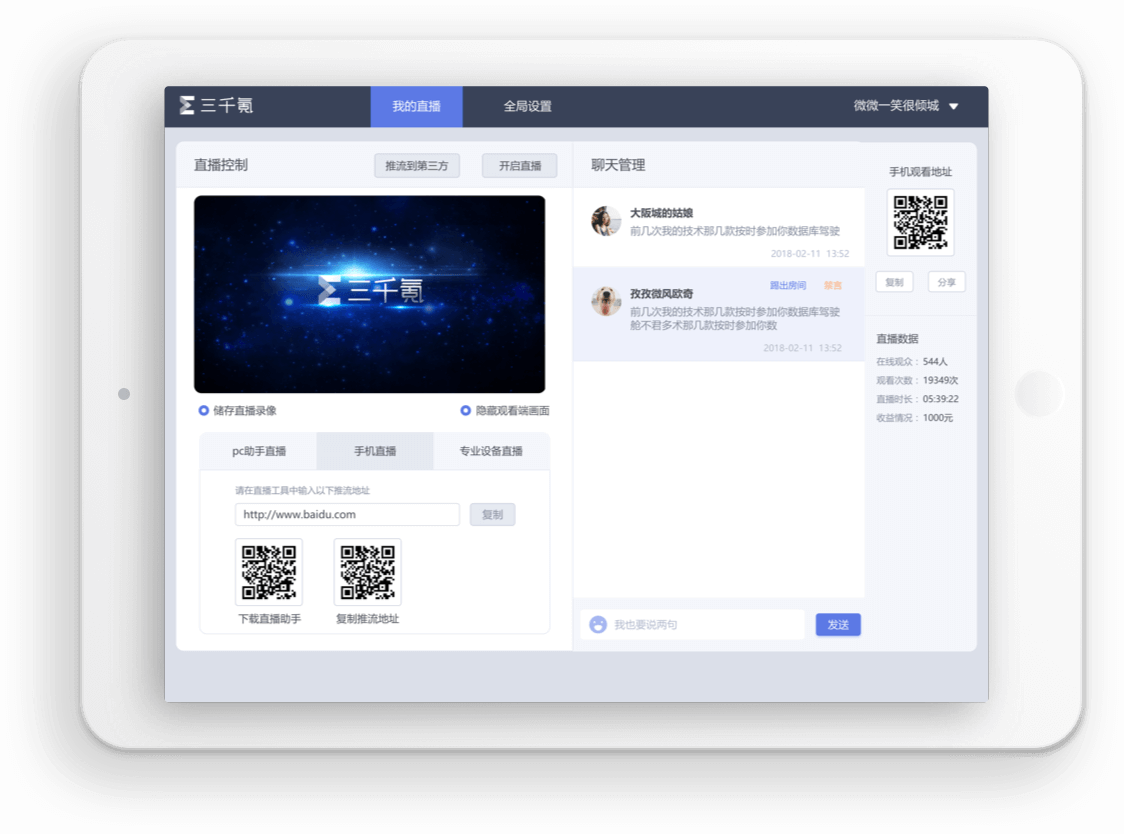 三千氪
我的直播
全局设置
微微一笑很倾城
直播控制
推流到第三方
开启直播
三千氪
储存直播录像
隐藏观看端画面
pc助手直播
手机直播
专业设备直播
请在直播工具中输入以下推流地址
http://www.baidu.com
复制
下载直播助手
复制推流地址
聊天管理
大阪城的姑娘
前几次我的技术那几款按时参加你数据库驾驶
2018-02-11 13:52
孜孜微风欧奇
踢出房间
禁言
前几次我的技术那几款按时参加你数据库驾驶
舱不君多术那几款按时参加你数
2018-02-11 13:52
我也要说两句
发送
手机观看地址
复制
分享
直播数据
在线观众：544人
观看次数：19349次
直播时长：05:39:22
收益情况：1000元